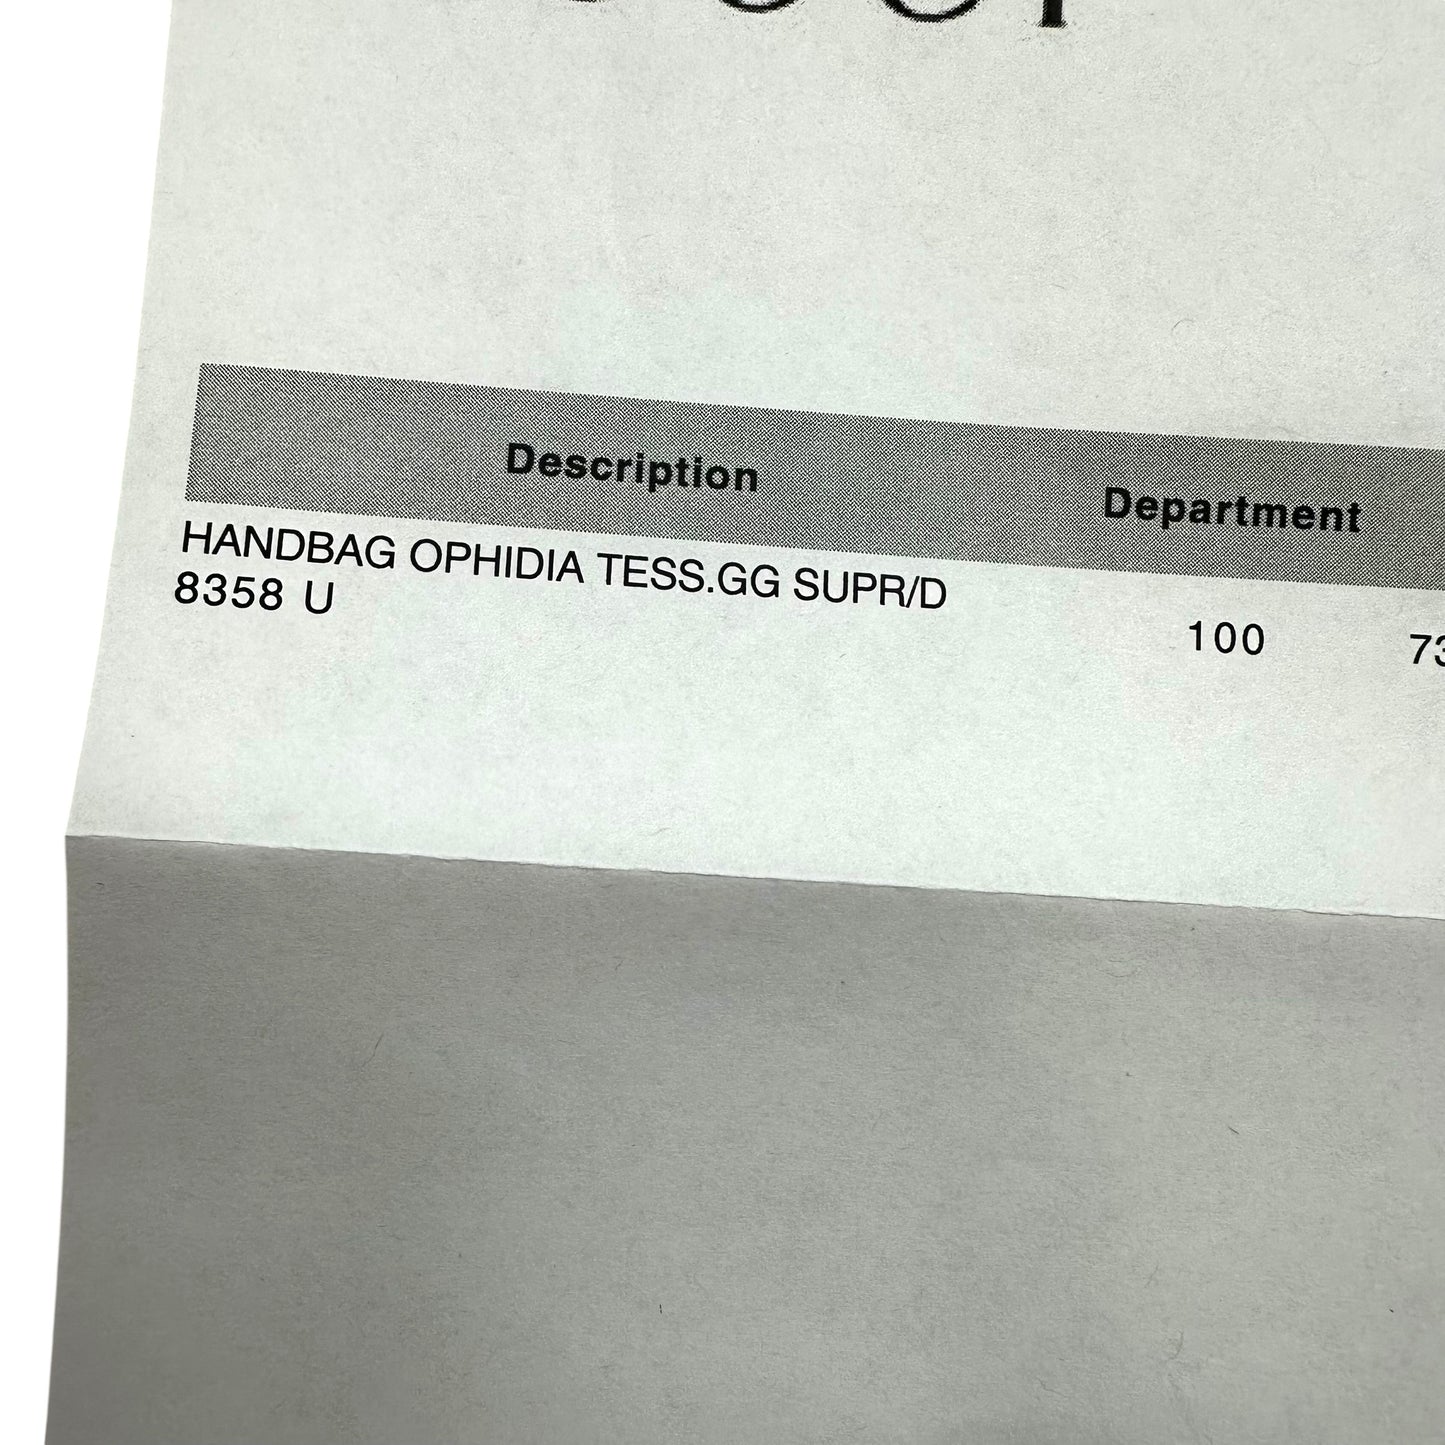 Description Department
HANDBAG OPHIDIA TESS.GG SUPR/D
8358 U 100